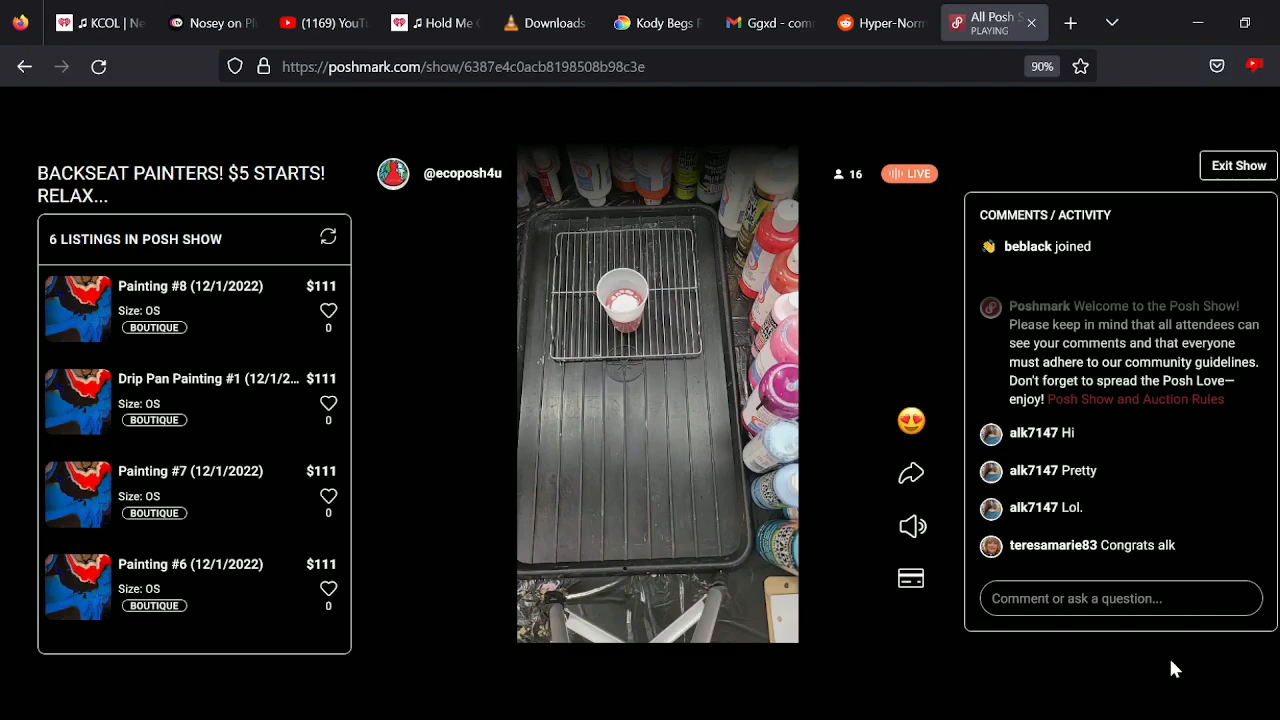 ♫ KCOL | Ne
Nosey on Pl
(1169) YouT
♫ Hold Me C
Downloads
Kody Begs F
Ggxd - com
Hyper-Norm
All Posh S
PLAYING
https://poshmark.com/show/6387e4c0acb8198508b98c3e
90%
BACKSEAT PAINTERS! $5 STARTS!
RELAX...
@ecoposh4u
16
LIVE
Exit Show
6 LISTINGS IN POSH SHOW
Painting #8 (12/1/2022) $111
Size: OS
BOUTIQUE 0
Drip Pan Painting #1 (12/1/2... $111
Size: OS
BOUTIQUE 0
Painting #7 (12/1/2022) $111
Size: OS
BOUTIQUE 0
Painting #6 (12/1/2022) $111
Size: OS
BOUTIQUE 0
COMMENTS / ACTIVITY
👋 beblack joined
Poshmark Welcome to the Posh Show!
Please keep in mind that all attendees can
see your comments and that everyone
must adhere to our community guidelines.
Don't forget to spread the Posh Love—
enjoy! Posh Show and Auction Rules
alk7147 Hi
alk7147 Pretty
alk7147 Lol.
teresamarie83 Congrats alk
Comment or ask a question...